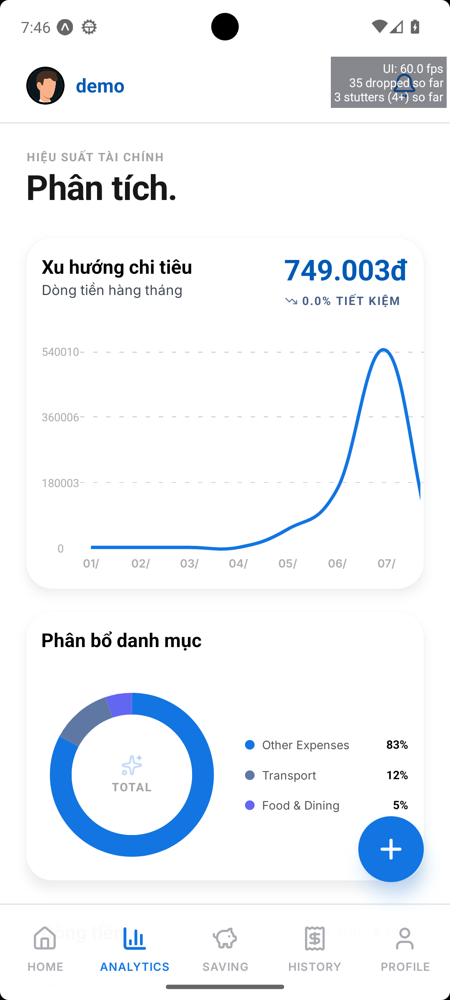 7:46
demo
UI: 60.0 fps
35 dropped so far
3 stutters (4+) so far
HIỆU SUẤT TÀI CHÍNH
Phân tích.
Xu hướng chi tiêu
749.003đ
Dòng tiền hàng tháng
0.0% TIẾT KIỆM
540010
360006
180003
0
01/ 02/ 03/ 04/ 05/ 06/ 07/
Phân bổ danh mục
TOTAL
Other Expenses 83%
Transport 12%
Food & Dining 5%
HOME ANALYTICS SAVING HISTORY PROFILE